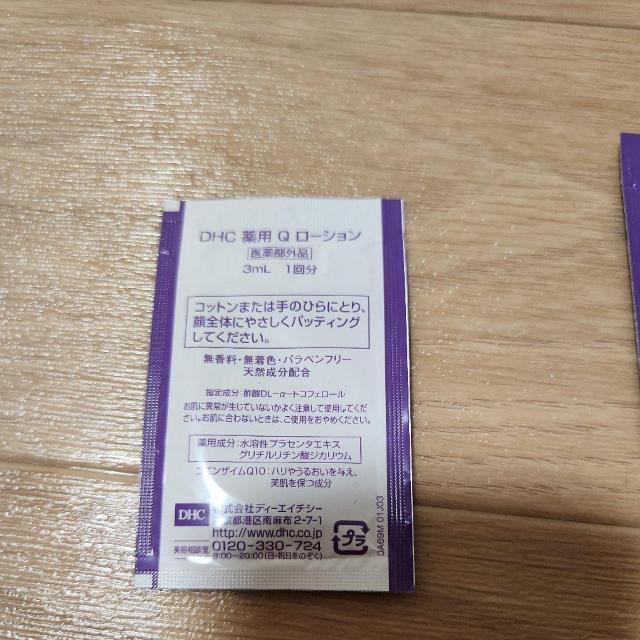 DHC 薬用 Q ローション
医薬部外品
3mL 1回分
コットンまたは手のひらにとり、
顔全体にやさしくパッティング
してください。
無香料・無着色・パラベンフリー
天然成分配合
指定成分:酢酸DL-α-トコフェロール
お肌に異常が生じていないかよく注意して使用してくだ
さい。お肌に合わないときは、ご使用をおやめください。
薬用成分:水溶性プラセンタエキス
グリチルリチン酸ジカリウム
コエンザイムQ10:ハリやうるおいを与え、
美肌を保つ成分
DHC 株式会社ディーエイチシー
東京都港区南麻布2-7-1
http://www.dhc.co.jp
美容相談室 0120-330-724
9:00~20:00(日・祝日をのぞく)
プラ
OA69M 01J03